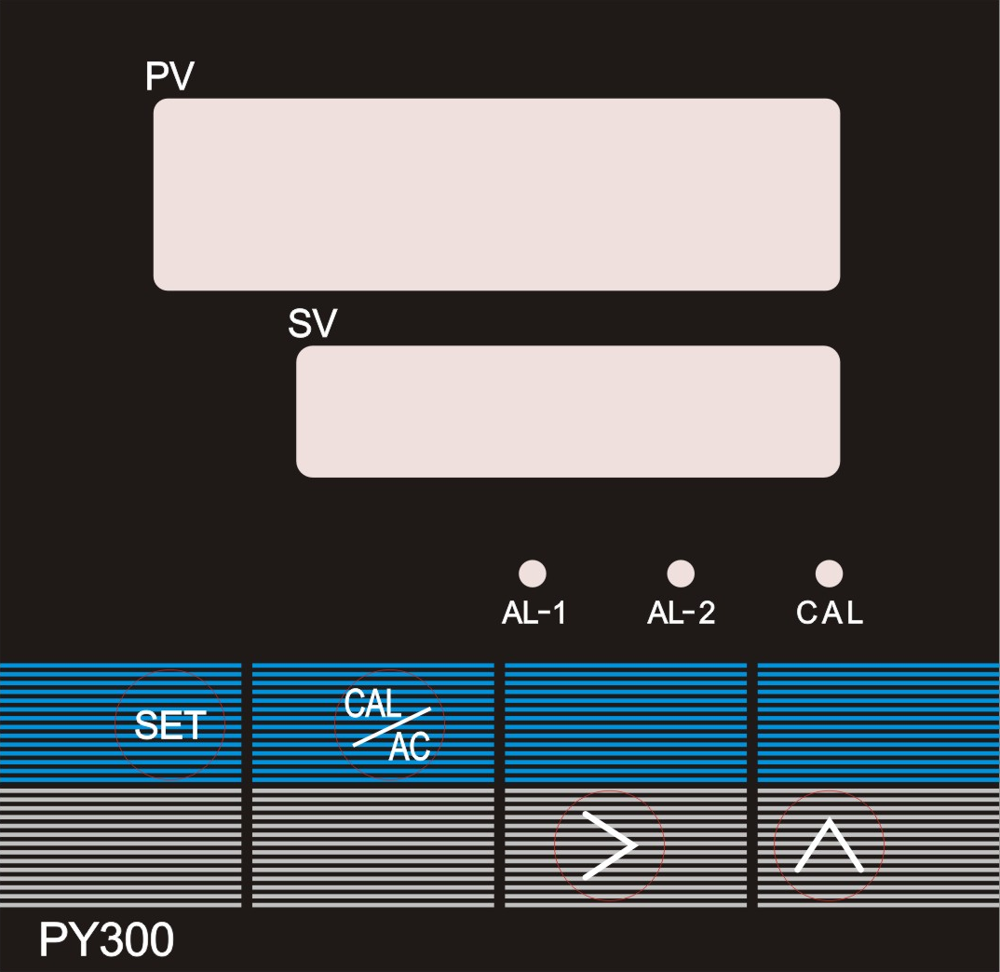 PV
SV
AL-1 AL-2 CAL
SET CAL/AC
> ∧
PY300